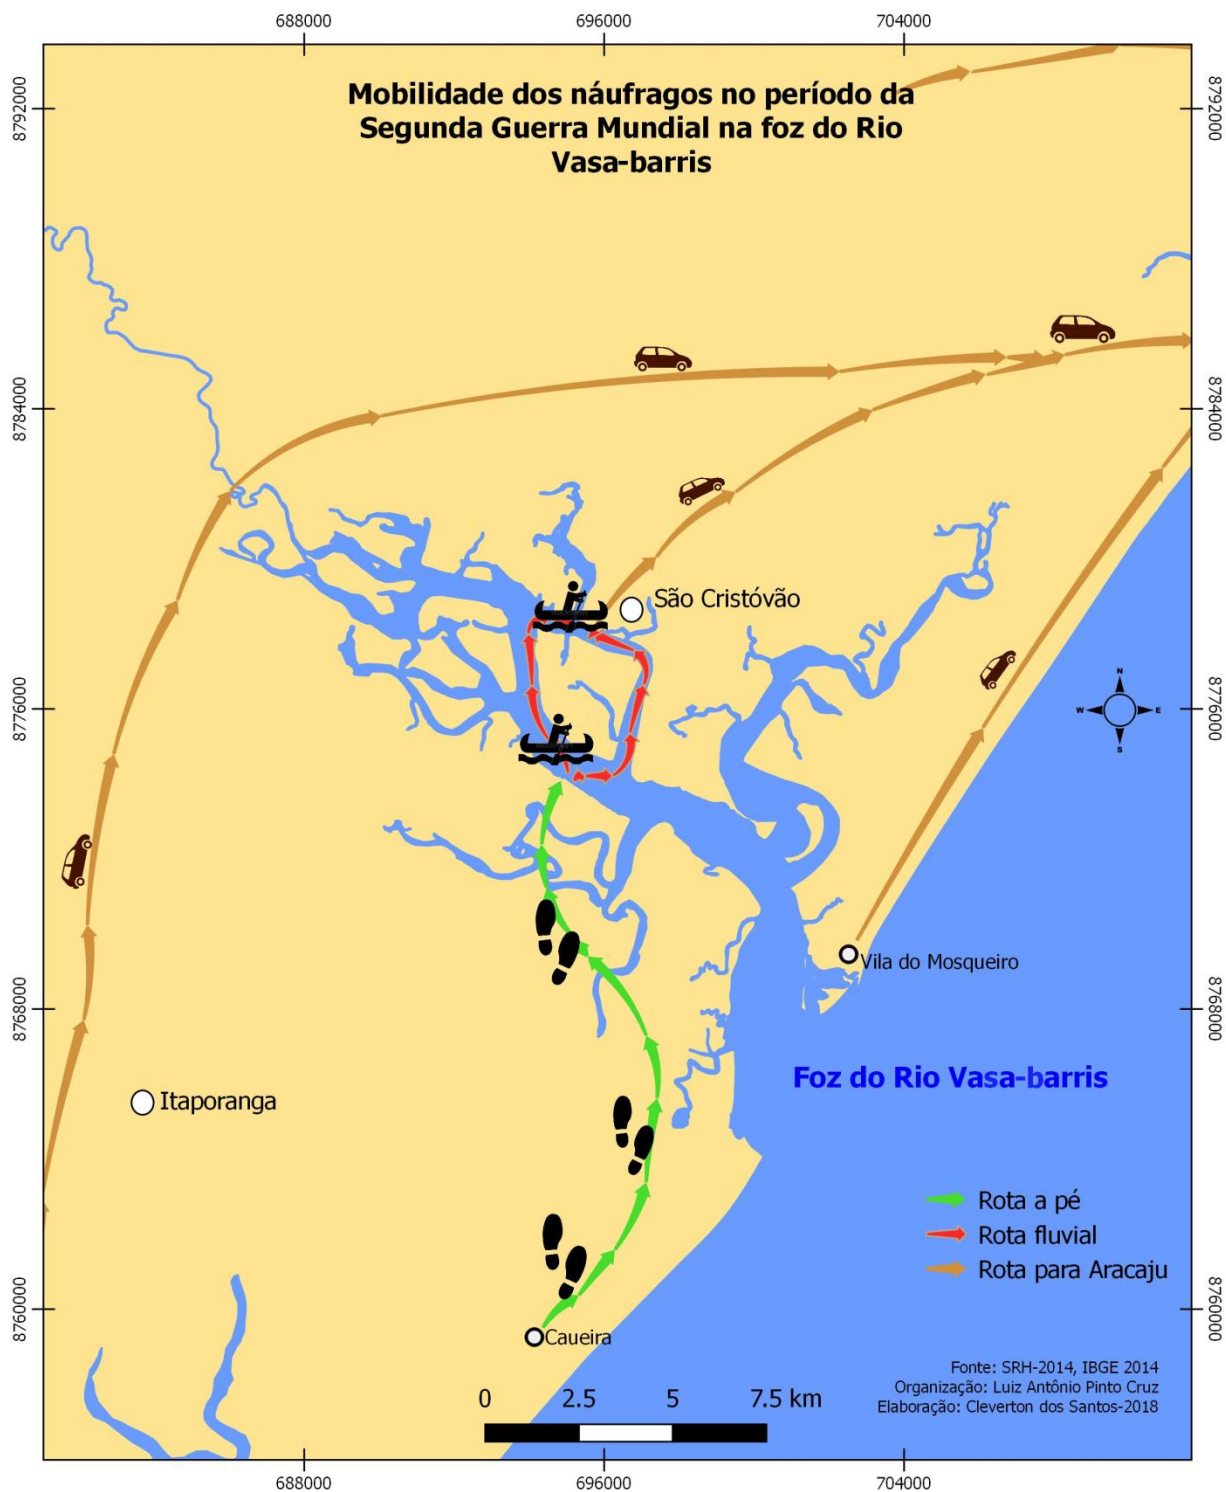 688000
696000
704000
Mobilidade dos náufragos no período da
Segunda Guerra Mundial na foz do Rio
Vasa-barris
8792000
8792000
8784000
8784000
São Cristóvão
8776000
8776000
N
W
E
S
Vila do Mosqueiro
8768000
8768000
Foz do Rio Vasa-barris
Itaporanga
Rota a pé
Rota fluvial
Rota para Aracaju
8760000
8760000
Caueira
Fonte: SRH-2014, IBGE 2014
Organização: Luiz Antônio Pinto Cruz
Elaboração: Cleverton dos Santos-2018
0 2.5 5 7.5 km
688000
696000
704000